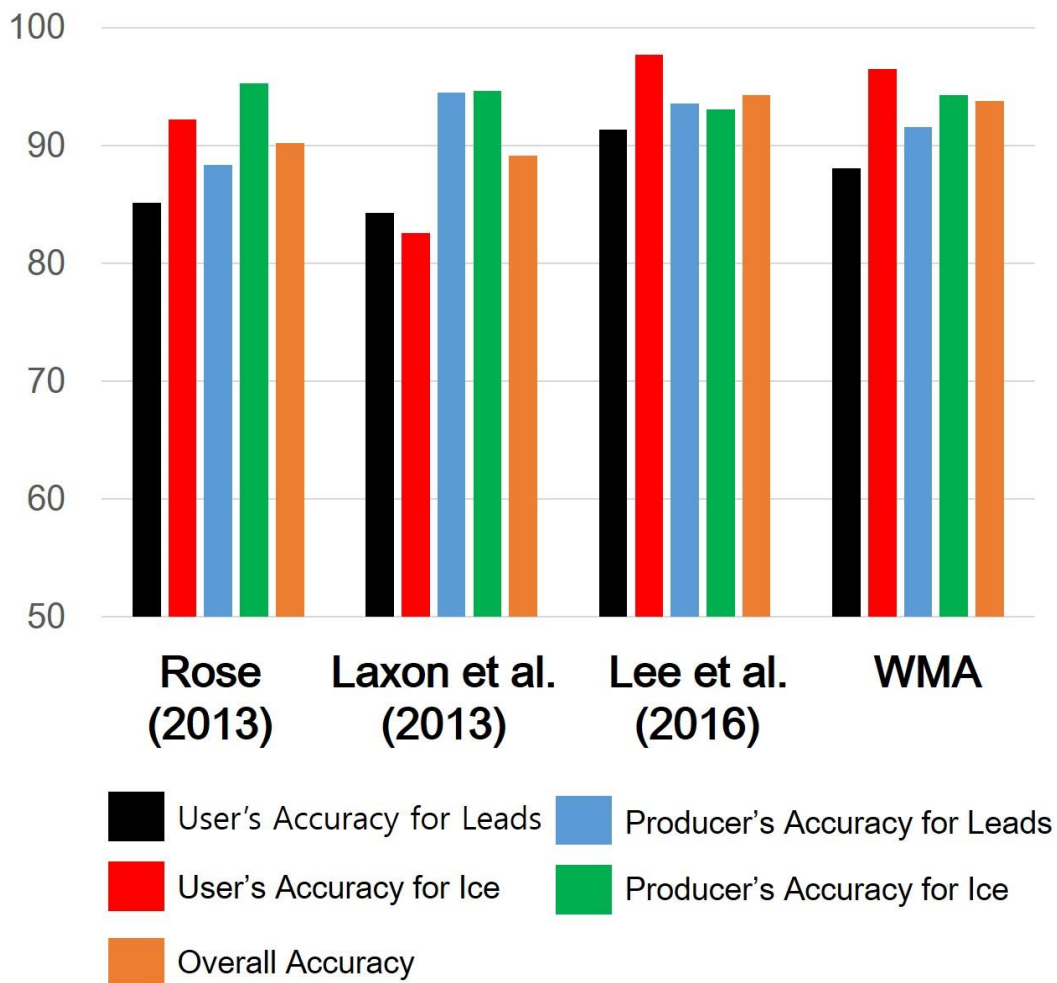 100
90
80
70
60
50
Rose
(2013)
Laxon et al.
(2013)
Lee et al.
(2016)
WMA
User's Accuracy for Leads
Producer's Accuracy for Leads
User’s Accuracy for Ice
Producer’s Accuracy for Ice
Overall Accuracy